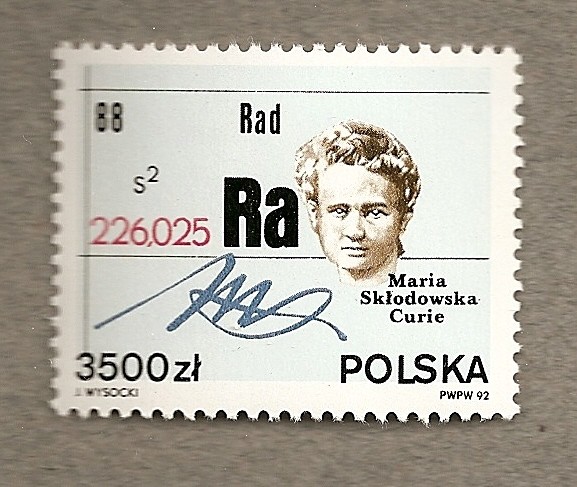 88 Rad
s²
226,025 Ra
Maria
Skłodowska
Curie
3500 zł POLSKA
J. WYSOCKI PWPW 92